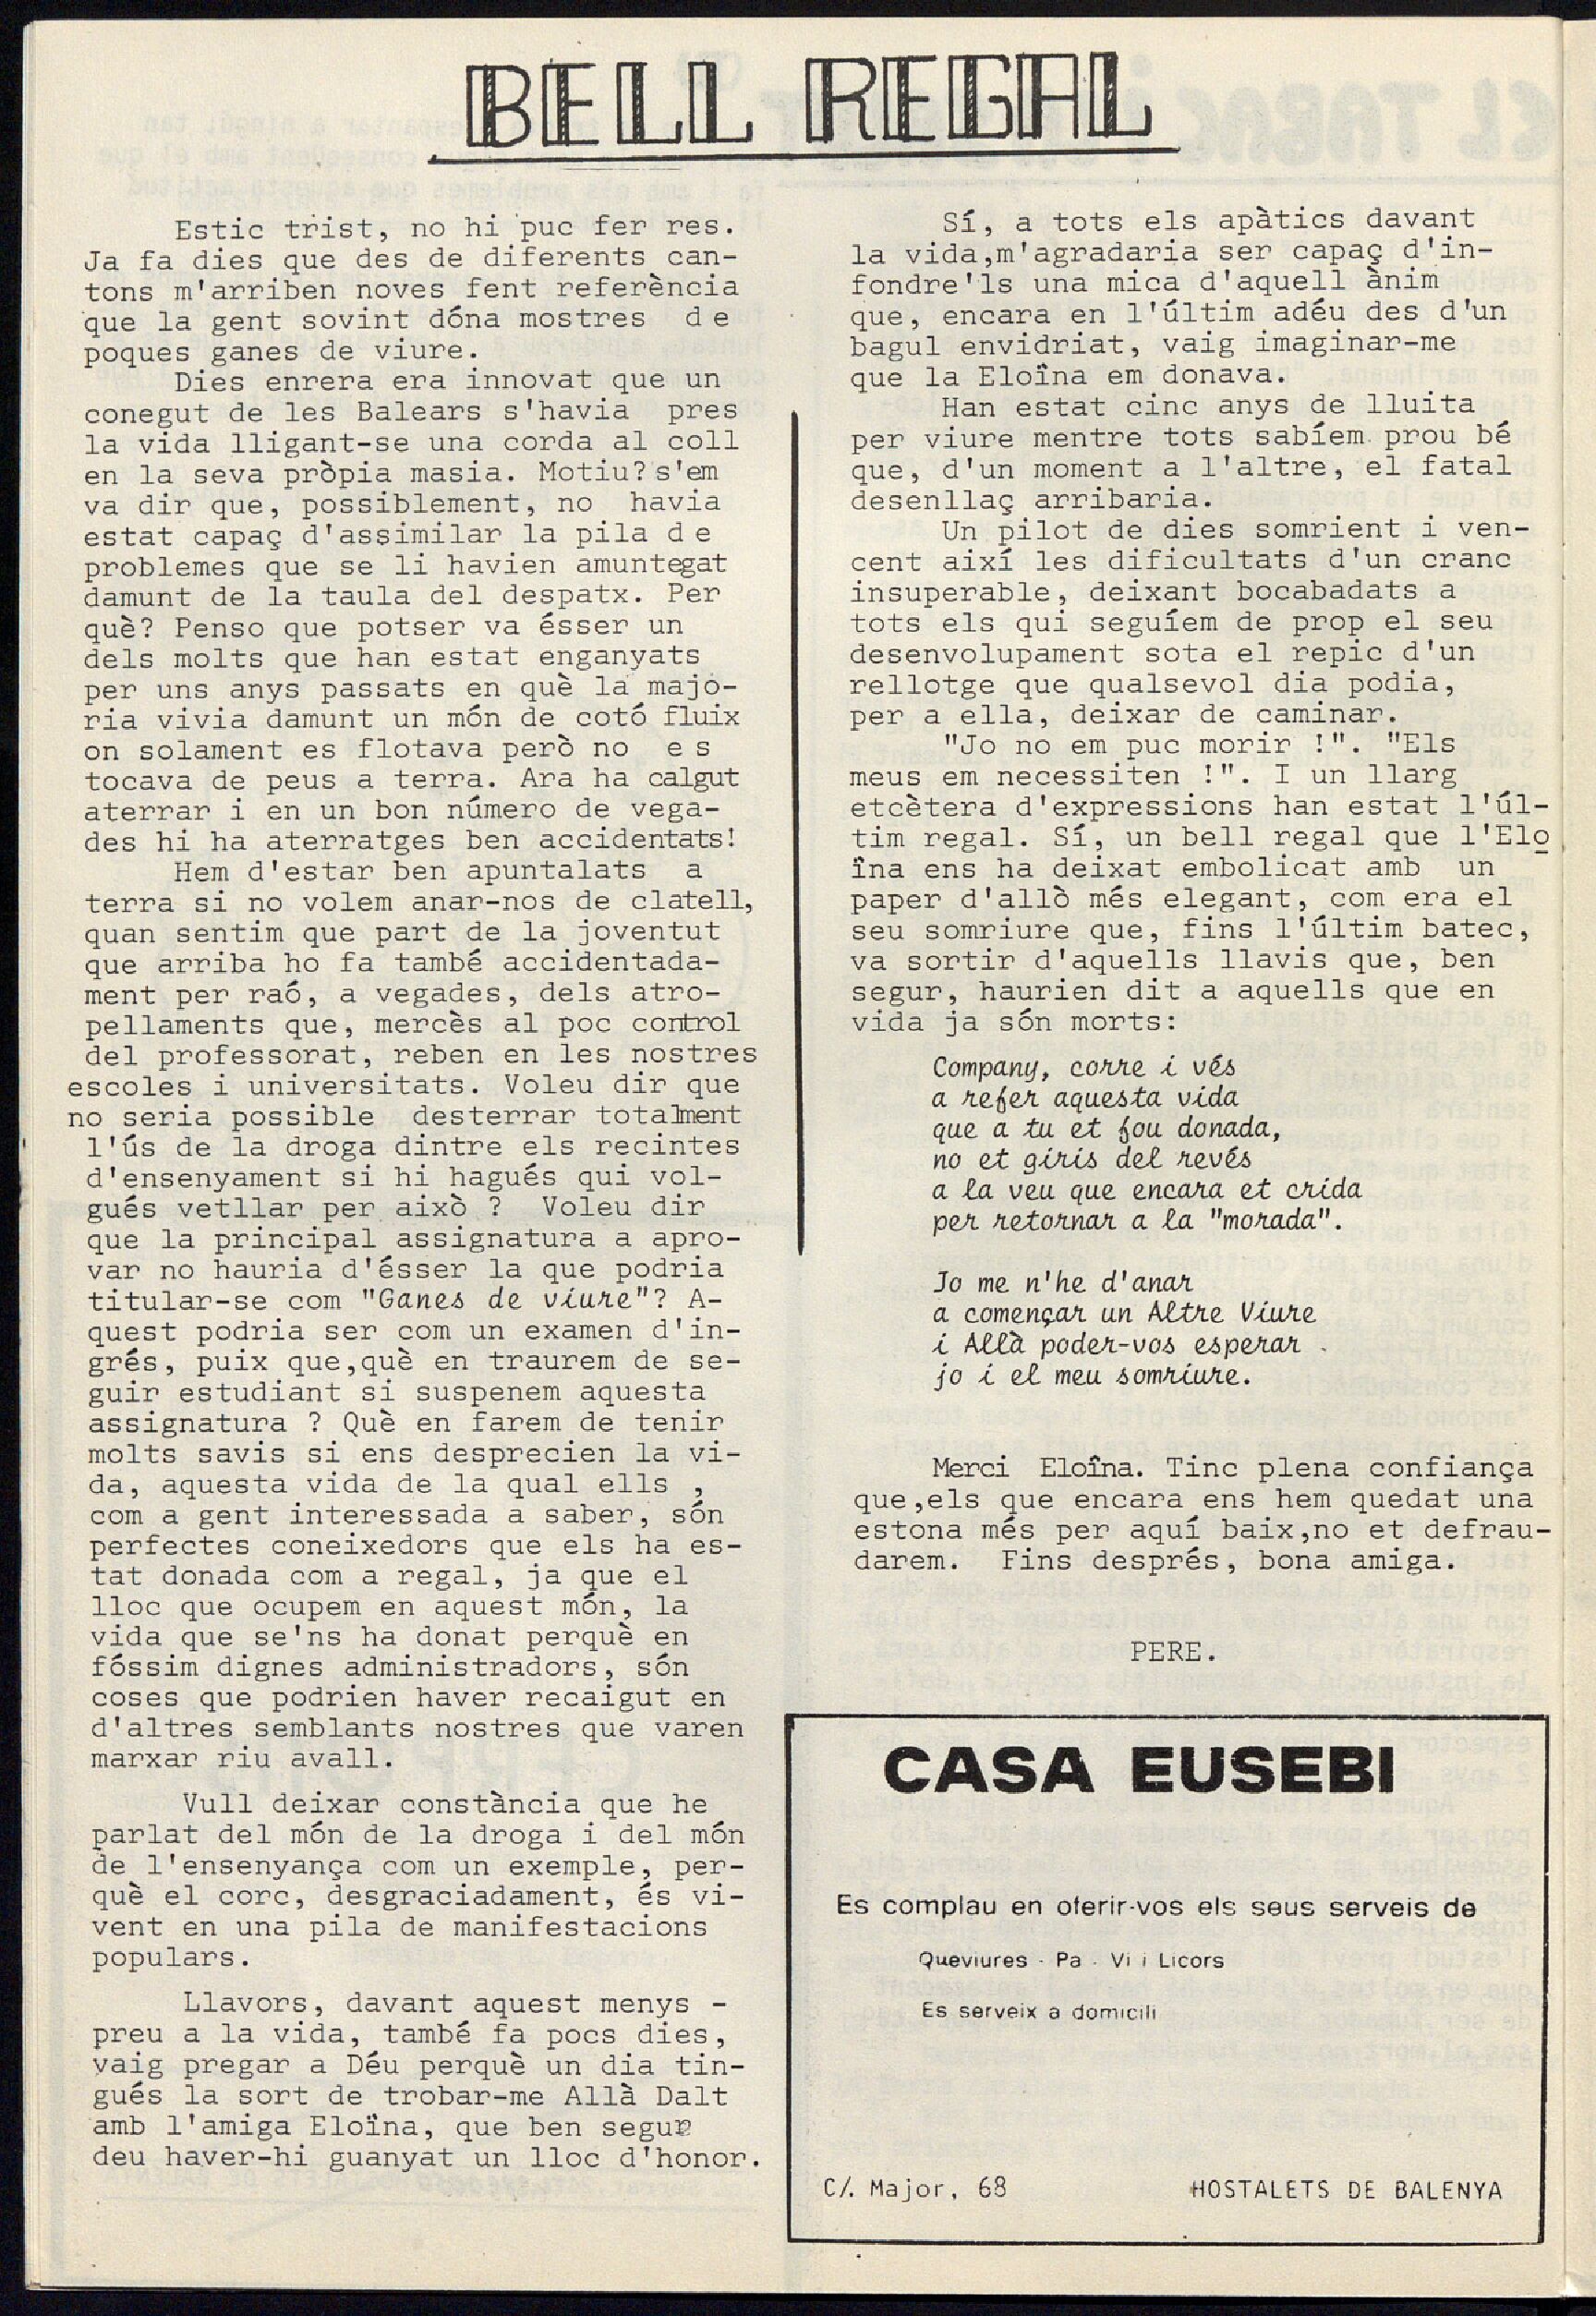 BELL REGAL
Estic trist, no hi puc fer res.
Ja fa dies que des de diferents can-
tons m'arriben noves fent referència
que la gent sovint dóna mostres de
poques ganes de viure.
Dies enrera era innovat que un
conegut de les Balears s'havia pres
la vida lligant-se una corda al coll
en la seva pròpia masia. Motiu?s'em
va dir que, possiblement, no havia
estat capaç d'assimilar la pila de
problemes que se li havien amuntegat
damunt de la taula del despatx. Per
què? Penso que potser va ésser un
dels molts que han estat enganyats
per uns anys passats en què la majo-
ria vivia damunt un món de cotó fluix
on solament es flotava però no es
tocava de peus a terra. Ara ha calgut
aterrar i en un bon número de vega-
des hi ha aterratges ben accidentats!
Hem d'estar ben apuntalats a
terra si no volem anar-nos de clatell,
quan sentim que part de la joventut
que arriba ho fa també accidentada-
ment per raó, a vegades, dels atro-
pellaments que, mercès al poc control
del professorat, reben en les nostres
escoles i universitats. Voleu dir que
no seria possible desterrar totalment
l'ús de la droga dintre els recintes
d'ensenyament si hi hagués qui vol-
gués vetllar per això ? Voleu dir
que la principal assignatura a apro-
var no hauria d'ésser la que podria
titular-se com "Ganes de viure"? A-
quest podria ser com un examen d'in-
grés, puix que,què en traurem de se-
guir estudiant si suspenem aquesta
assignatura ? Què en farem de tenir
molts savis si ens desprecien la vi-
da, aquesta vida de la qual ells ,
com a gent interessada a saber, són
perfectes coneixedors que els ha es-
tat donada com a regal, ja que el
lloc que ocupem en aquest món, la
vida que se'ns ha donat perquè en
fóssim dignes administradors, són
coses que podrien haver recaigut en
d'altres semblants nostres que varen
marxar riu avall.
Vull deixar constància que he
parlat del món de la droga i del món
de l'ensenyança com un exemple, per-
què el corc, desgraciadament, és vi-
vent en una pila de manifestacions
populars.
Llavors, davant aquest menys -
preu a la vida, també fa pocs dies,
vaig pregar a Déu perquè un dia tin-
gués la sort de trobar-me Allà Dalt
amb l'amiga Eloïna, que ben segur
deu haver-hi guanyat un lloc d'honor.
Sí, a tots els apàtics davant
la vida,m'agradaria ser capaç d'in-
fondre'ls una mica d'aquell ànim
que, encara en l'últim adéu des d'un
bagul envidriat, vaig imaginar-me
que la Eloîna em donava.
Han estat cinc anys de lluita
per viure mentre tots sabíem prou bé
que, d'un moment a l'altre, el fatal
desenllaç arribaria.
Un pilot de dies somrient i ven-
cent així les dificultats d'un cranc
insuperable, deixant bocabadats a
tots els qui seguíem de prop el seu
desenvolupament sota el repic d'un
rellotge que qualsevol dia podia,
per a ella, deixar de caminar.
"Jo no em puc morir !". "Els
meus em necessiten !". I un llarg
etcètera d'expressions han estat l'úl-
tim regal. Sí, un bell regal que l'Elo
îna ens ha deixat embolicat amb un
paper d'allò més elegant, com era el
seu somriure que, fins l'últim batec,
va sortir d'aquells llavis que, ben
segur, haurien dit a aquells que en
vida ja són morts:
Company, corre i vés
a refer aquesta vida
que a tu et fou donada,
no et giris del revés
a la veu que encara et crida
per retornar a la "morada".
Jo me n'he d'anar
a començar un Altre Viure
i Allà poder-vos esperar
jo i el meu somriure.
Merci Eloîna. Tinc plena confiança
que,els que encara ens hem quedat una
estona més per aquí baix,no et defrau-
darem. Fins després, bona amiga.
PERE.
CASA EUSEBI
Es complau en oferir-vos els seus serveis de
Queviures - Pa - Vi i Licors
Es serveix a domicili
C/. Major, 68 HOSTALETS DE BALENYA